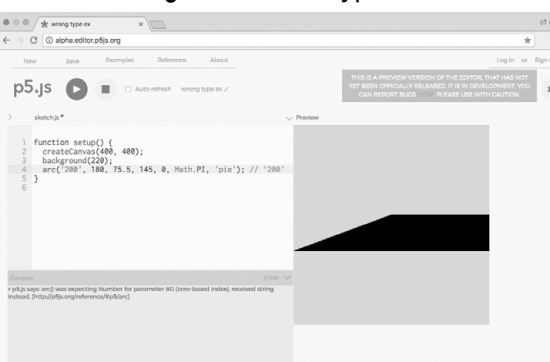 wrong type ex
alpha.editor.p5js.org
New Save Examples Reference About
Log in or Sign
p5.js
Auto-refresh wrong type ex
THIS IS A PREVIEW VERSION OF THE EDITOR, THAT HAS NOT
YET BEEN OFFICIALLY RELEASED. IT IS IN DEVELOPMENT, YOU
CAN REPORT BUGS PLEASE USE WITH CAUTION.
sketch.js
Preview
1 function setup() {
2 createCanvas(400, 400);
3 background(220);
4 arc('200', 180, 75.5, 145, 0, Math.PI, 'pie'); // '200'
5 }
6
Console
Clear
> p5.js says: arc() was expecting Number for parameter #0 (zero-based index), received string
instead. [http://p5js.org/reference/#p5/arc]